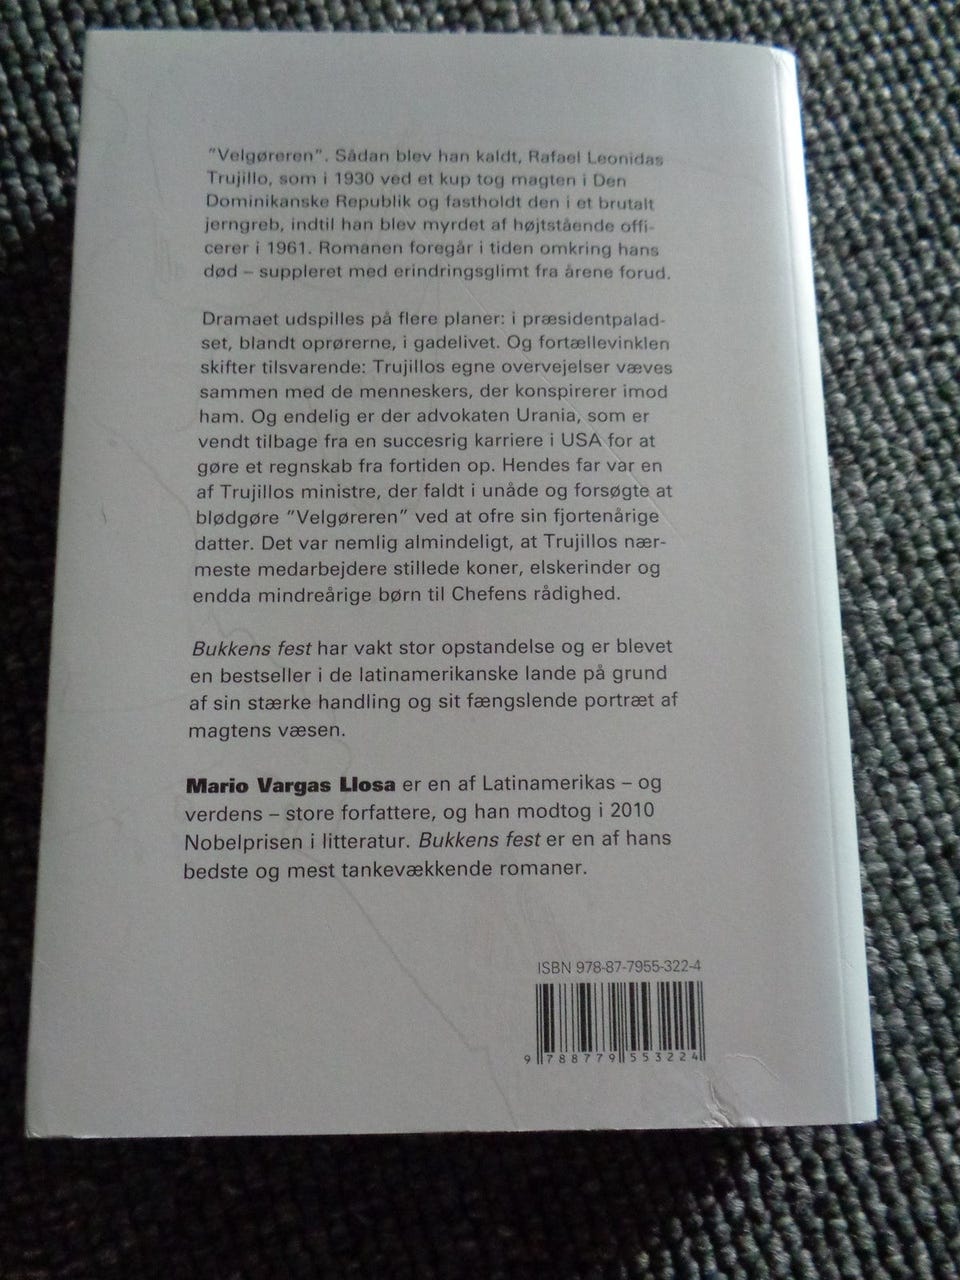 "Velgøreren". Sådan blev han kaldt, Rafael Leonidas
Trujillo, som i 1930 ved et kup tog magten i Den
Dominikanske Republik og fastholdt den i et brutalt
jerngreb, indtil han blev myrdet af højtstående offi-
cerer i 1961. Romanen foregår i tiden omkring hans
død – suppleret med erindringsglimt fra årene forud.
Dramaet udspilles på flere planer: i præsidentpalad-
set, blandt oprørerne, i gadelivet. Og fortællevinklen
skifter tilsvarende: Trujillos egne overvejelser væves
sammen med de menneskers, der konspirerer imod
ham. Og endelig er der advokaten Urania, som er
vendt tilbage fra en succesrig karriere i USA for at
gøre et regnskab fra fortiden op. Hendes far var en
af Trujillos ministre, der faldt i unåde og forsøgte at
blødgøre "Velgøreren" ved at ofre sin fjortenårige
datter. Det var nemlig almindeligt, at Trujillos nær-
meste medarbejdere stillede koner, elskerinder og
endda mindreårige børn til Chefens rådighed.
Bukkens fest har vakt stor opstandelse og er blevet
en bestseller i de latinamerikanske lande på grund
af sin stærke handling og sit fængslende portræt af
magtens væsen.
Mario Vargas Llosa er en af Latinamerikas – og
verdens – store forfattere, og han modtog i 2010
Nobelprisen i litteratur. Bukkens fest er en af hans
bedste og mest tankevækkende romaner.
ISBN 978-87-7955-322-4
9 788779 553224